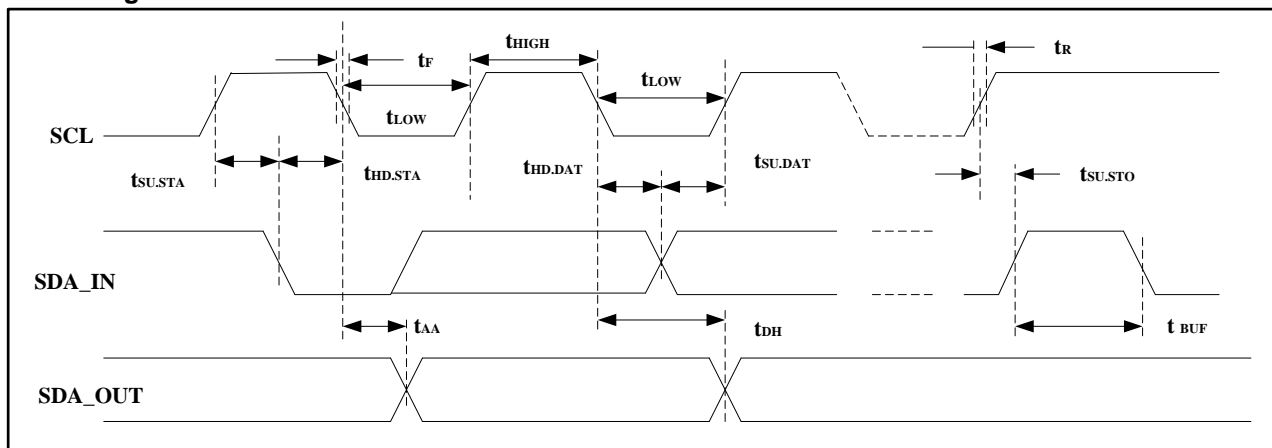 tF
tHIGH
tLOW
tLOW
tR
SCL
tSU.STA
tHD.STA
tHD.DAT
tSU.DAT
tSU.STO
SDA_IN
tAA
tDH
t BUF
SDA_OUT